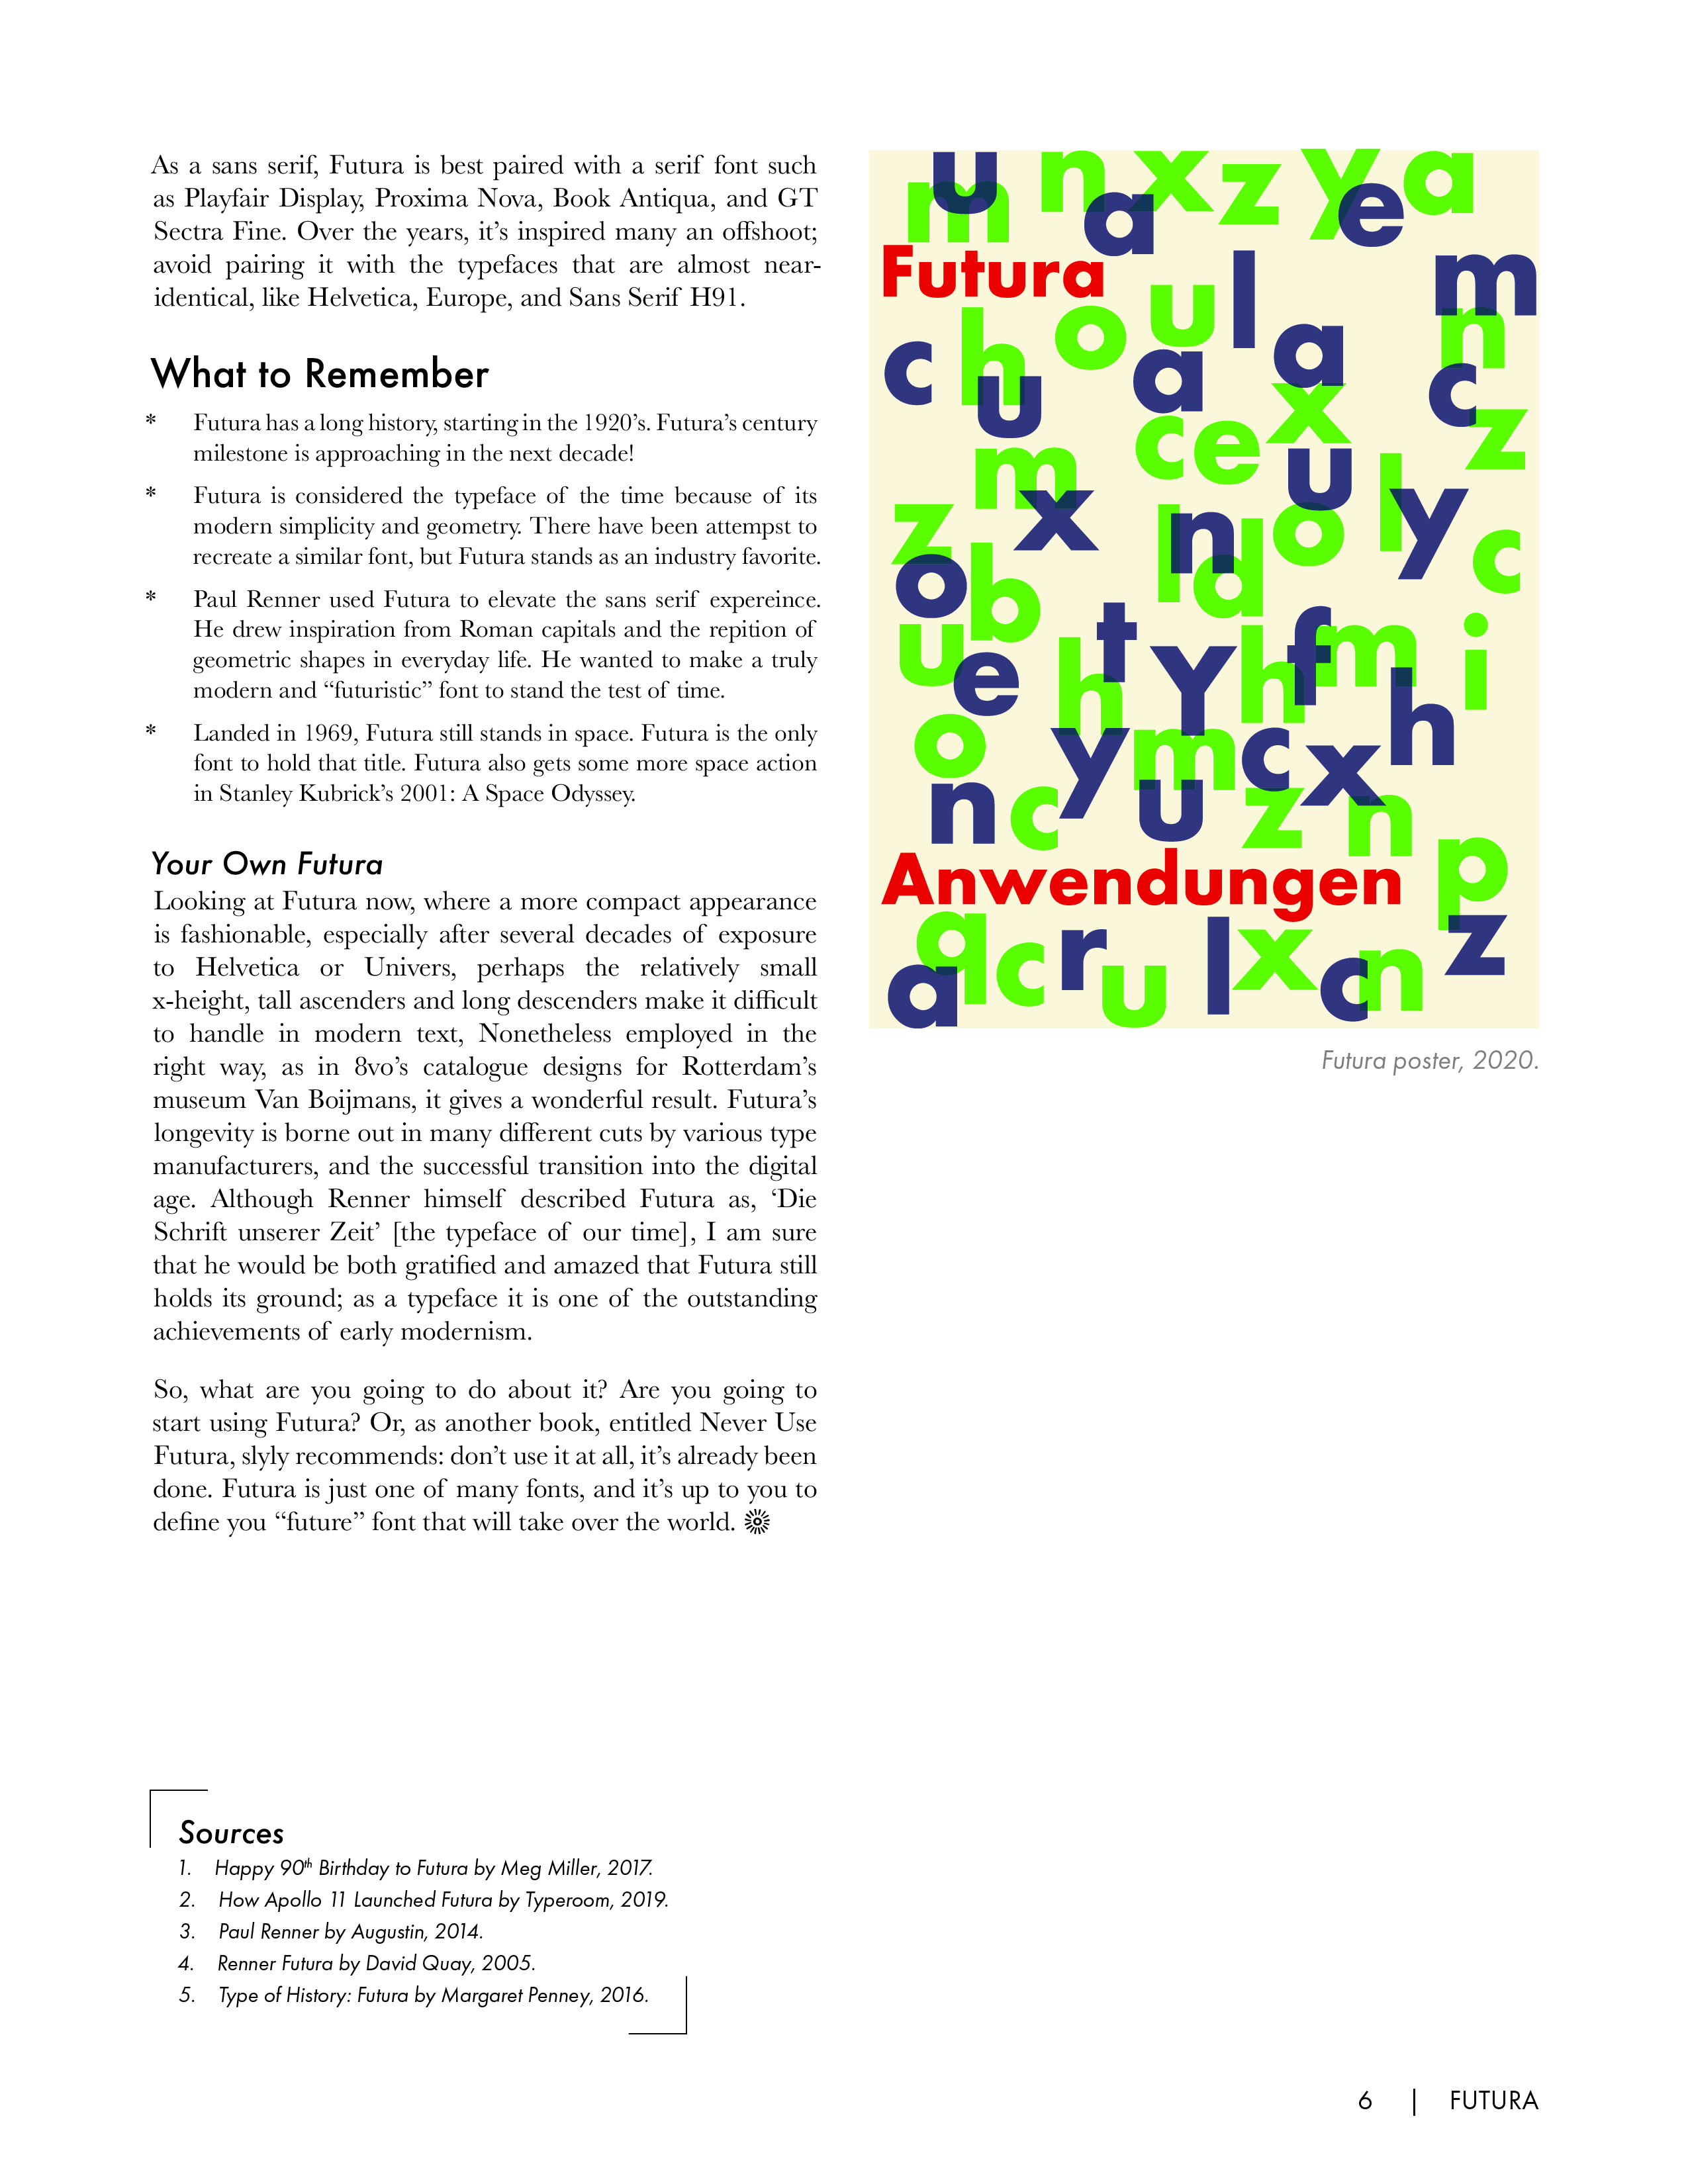 As a sans serif, Futura is best paired with a serif font such
as Playfair Display, Proxima Nova, Book Antiqua, and GT
Sectra Fine. Over the years, it’s inspired many an offshoot;
avoid pairing it with the typefaces that are almost near-
identical, like Helvetica, Europe, and Sans Serif H91.
What to Remember
* Futura has a long history, starting in the 1920’s. Futura’s century
milestone is approaching in the next decade!
* Futura is considered the typeface of the time because of its
modern simplicity and geometry. There have been attempst to
recreate a similar font, but Futura stands as an industry favorite.
* Paul Renner used Futura to elevate the sans serif expereince.
He drew inspiration from Roman capitals and the repition of
geometric shapes in everyday life. He wanted to make a truly
modern and “futuristic” font to stand the test of time.
* Landed in 1969, Futura still stands in space. Futura is the only
font to hold that title. Futura also gets some more space action
in Stanley Kubrick’s 2001: A Space Odyssey.
Your Own Futura
Looking at Futura now, where a more compact appearance
is fashionable, especially after several decades of exposure
to Helvetica or Univers, perhaps the relatively small
x-height, tall ascenders and long descenders make it difficult
to handle in modern text, Nonetheless employed in the
right way, as in 8vo’s catalogue designs for Rotterdam’s
museum Van Boijmans, it gives a wonderful result. Futura’s
longevity is borne out in many different cuts by various type
manufacturers, and the successful transition into the digital
age. Although Renner himself described Futura as, ‘Die
Schrift unserer Zeit’ [the typeface of our time], I am sure
that he would be both gratified and amazed that Futura still
holds its ground; as a typeface it is one of the outstanding
achievements of early modernism.
So, what are you going to do about it? Are you going to
start using Futura? Or, as another book, entitled Never Use
Futura, slyly recommends: don’t use it at all, it’s already been
done. Futura is just one of many fonts, and it’s up to you to
define you “future” font that will take over the world.
Sources
1. Happy 90th Birthday to Futura by Meg Miller, 2017.
2. How Apollo 11 Launched Futura by Typeroom, 2019.
3. Paul Renner by Augustin, 2014.
4. Renner Futura by David Quay, 2005.
5. Type of History: Futura by Margaret Penney, 2016.
m u n a x z y e a
Futura
u l m
c h o a a n
u c e x c z
m x u l y
z n l d o c
o b
u e h t Y h f m i
o y m c x h
n c u z n
Anwendungen p
a q c r u l x c n z
Futura poster, 2020.
6 | FUTURA